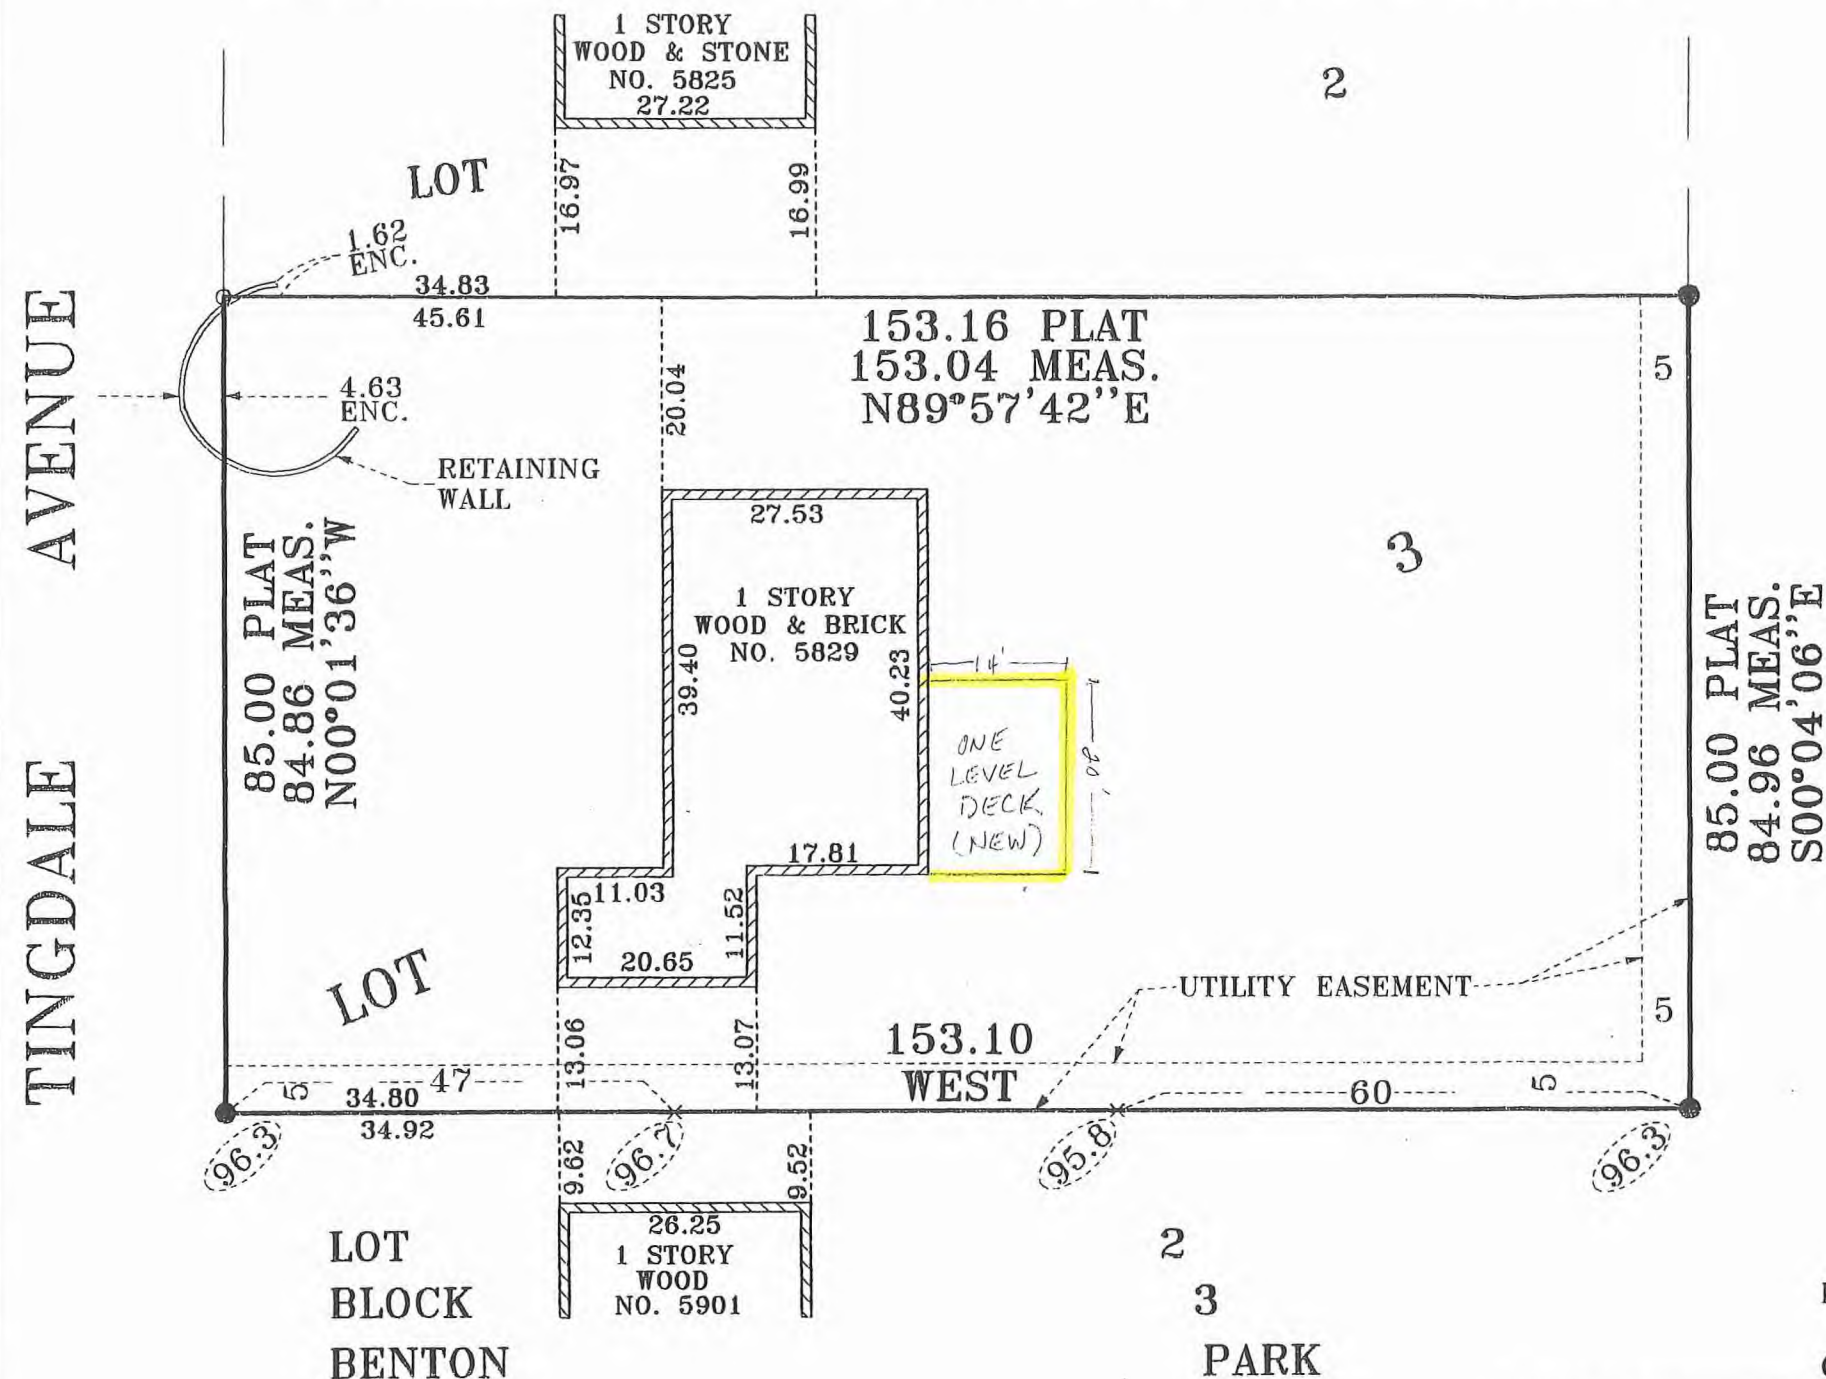 1 STORY
WOOD & STONE
NO. 5825
27.22
2
16.97
16.99
LOT
1.62
ENC.
34.83
45.61
153.16 PLAT
153.04 MEAS.
N89°57'42"E
5
20.04
4.63
ENC.
RETAINING
WALL
TINGDALE AVENUE
85.00 PLAT
84.86 MEAS.
N00°01'36"W
27.53
1 STORY
WOOD & BRICK
NO. 5829
39.40
40.23
3
14'
20'
ONE
LEVEL
DECK
(NEW)
85.00 PLAT
84.96 MEAS.
S00°04'06"E
17.81
11.03
12.35
11.52
20.65
LOT
UTILITY EASEMENT
5
13.06
13.07
153.10
WEST
5
47
34.80
34.92
60
5
96.3
96.7
95.8
96.3
9.62
9.52
26.25
1 STORY
WOOD
NO. 5901
LOT 2
BLOCK 3
BENTON PARK